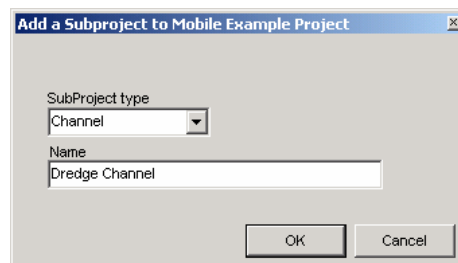 Add a Subproject to Mobile Example Project
SubProject type
Channel
Name
Dredge Channel
OK Cancel